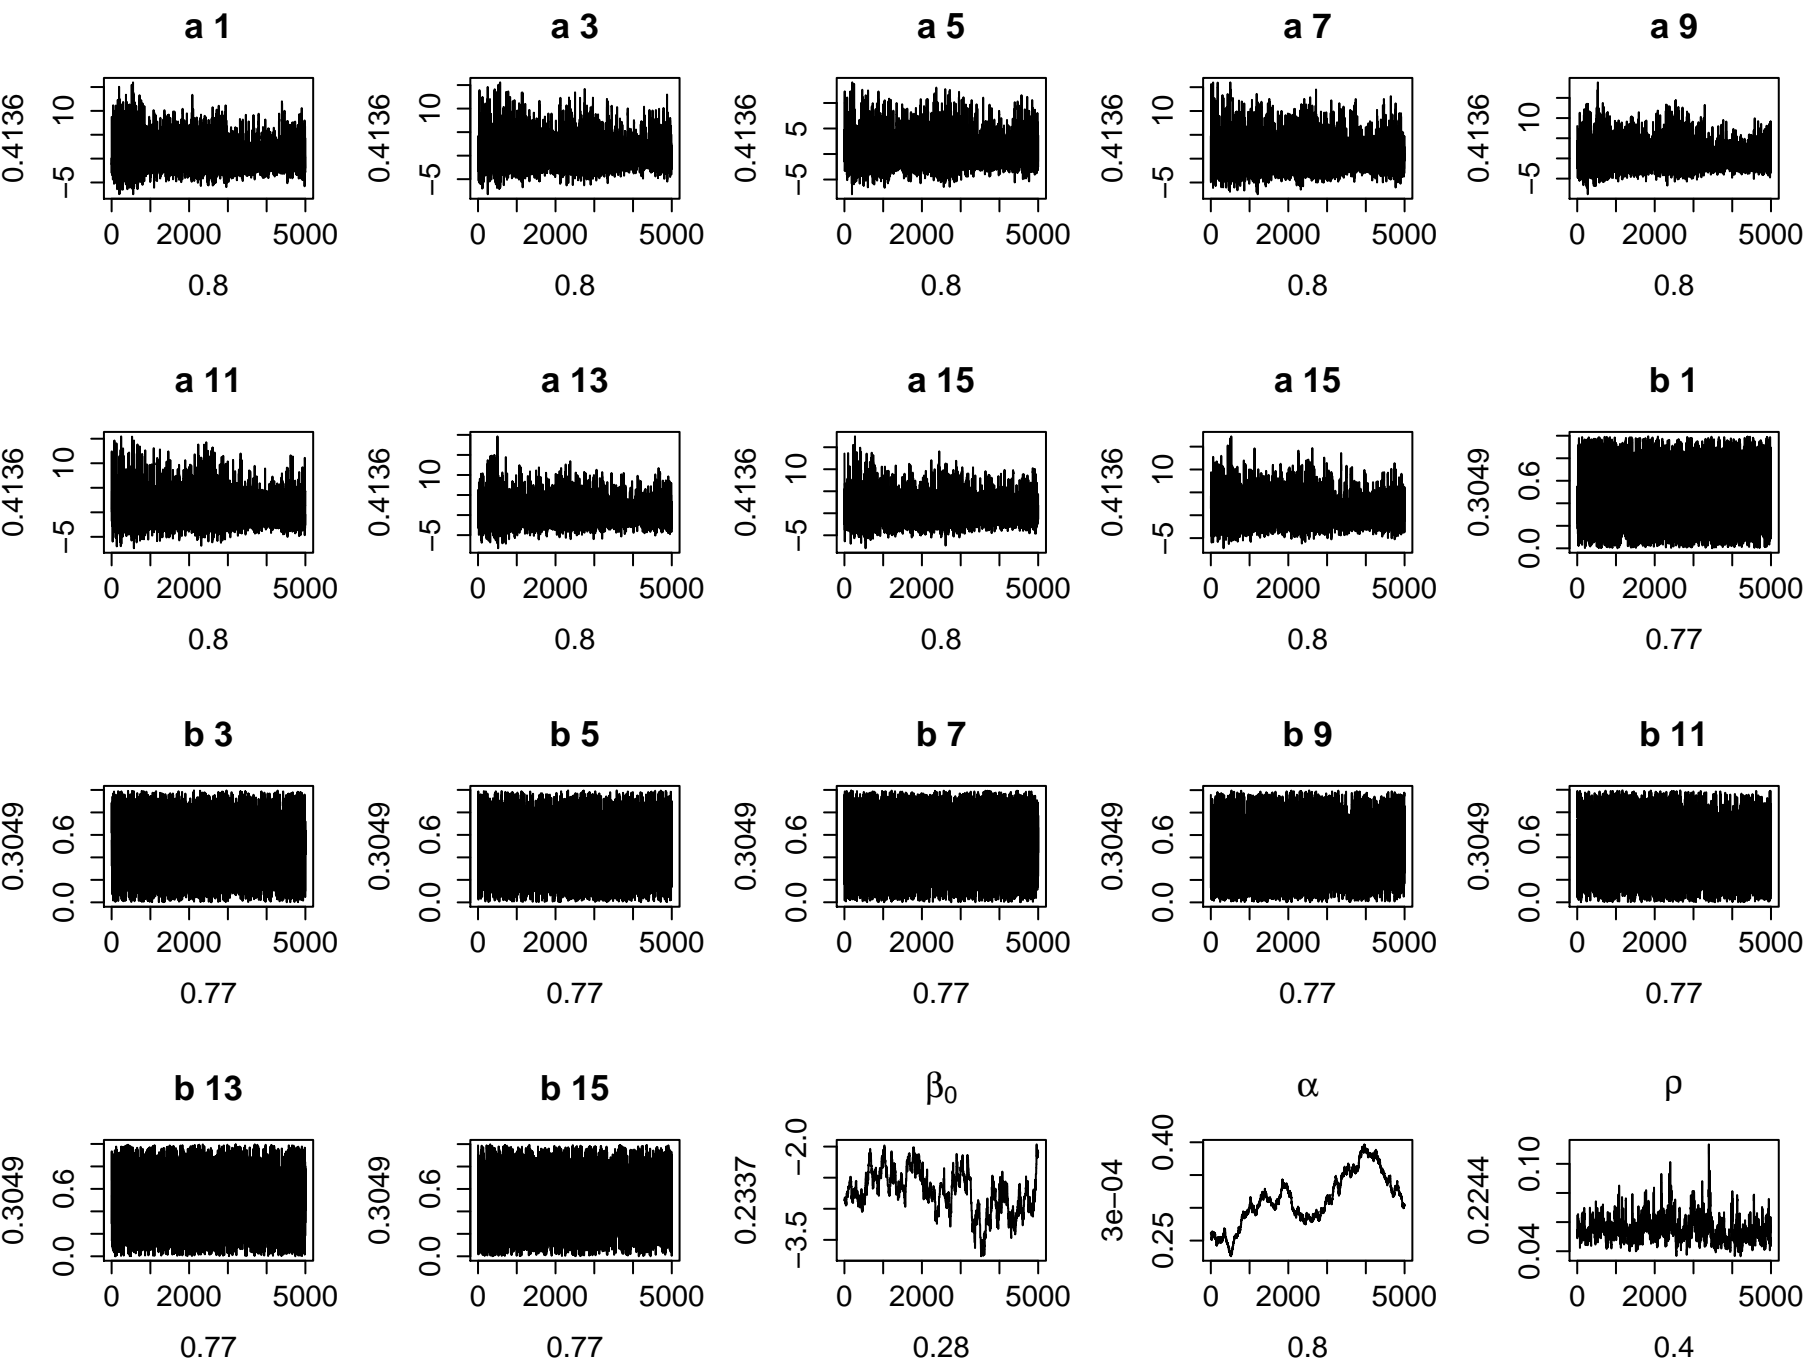 a 1 a 3 a 5 a 7 a 9
0.4136 −5 10 0.4136 −5 10 0.4136 −5 5 0.4136 −5 10 0.4136 −5 10
0 2000 5000 0 2000 5000 0 2000 5000 0 2000 5000 0 2000 5000
0.8 0.8 0.8 0.8 0.8
a 11 a 13 a 15 a 15 b 1
0.4136 −5 10 0.4136 −5 10 0.4136 −5 10 0.4136 −5 10 0.3049 0.0 0.6
0 2000 5000 0 2000 5000 0 2000 5000 0 2000 5000 0 2000 5000
0.8 0.8 0.8 0.8 0.77
b 3 b 5 b 7 b 9 b 11
0.3049 0.0 0.6 0.3049 0.0 0.6 0.3049 0.0 0.6 0.3049 0.0 0.6 0.3049 0.0 0.6
0 2000 5000 0 2000 5000 0 2000 5000 0 2000 5000 0 2000 5000
0.77 0.77 0.77 0.77 0.77
b 13 b 15 β₀ α ρ
0.3049 0.0 0.6 0.3049 0.0 0.6 0.2337 −3.5 −2.0 3e−04 0.25 0.40 0.2244 0.04 0.10
0 2000 5000 0 2000 5000 0 2000 5000 0 2000 5000 0 2000 5000
0.77 0.77 0.28 0.8 0.4